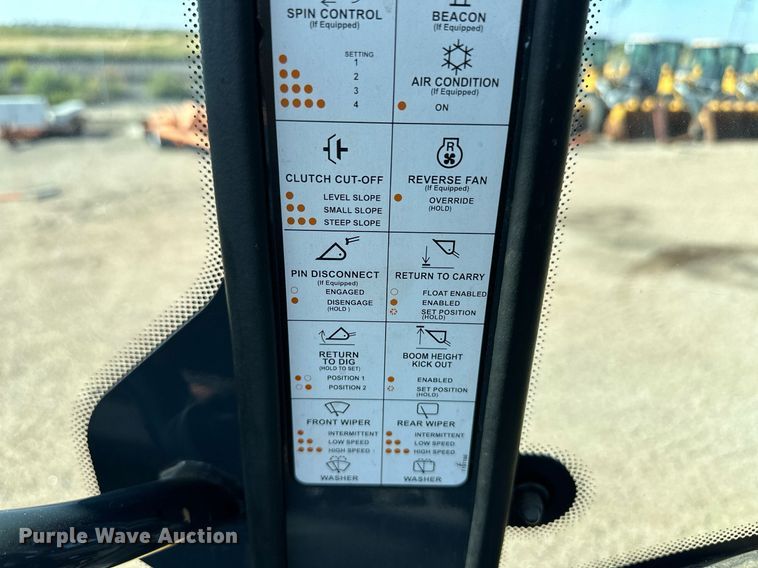 SPIN CONTROL
(If Equipped)
SETTING
1
2
3
4
BEACON
(If Equipped)
AIR CONDITION
(If Equipped)
ON
CLUTCH CUT-OFF
LEVEL SLOPE
SMALL SLOPE
STEEP SLOPE
R
REVERSE FAN
(If Equipped)
OVERRIDE
(HOLD)
PIN DISCONNECT
(If Equipped)
ENGAGED
DISENGAGE
(HOLD )
RETURN TO CARRY
FLOAT ENABLED
ENABLED
SET POSITION
(HOLD)
RETURN
TO DIG
(HOLD TO SET)
POSITION 1
POSITION 2
BOOM HEIGHT
KICK OUT
ENABLED
SET POSITION
(HOLD)
FRONT WIPER
INTERMITTENT
LOW SPEED
HIGH SPEED
WASHER
REAR WIPER
INTERMITTENT
LOW SPEED
HIGH SPEED
WASHER
Purple Wave Auction